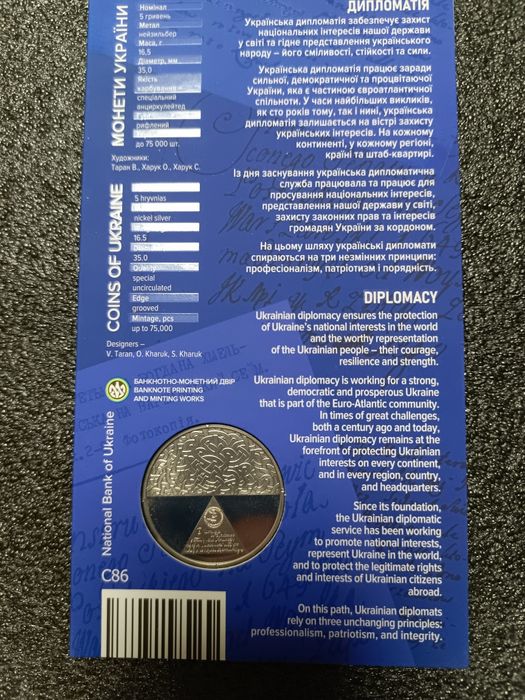 МОНЕТИ УКРАЇНИ
Номінал
5 гривень
Метал
нейзильбер
Маса, г
16,5
Діаметр, мм
35,0
Якість
карбування –
спеціальний
анциркулейтед
рифлений
до 75 000 шт.
Художники:
Таран В., Харук О., Харук С.
COINS OF UKRAINE
5 hryvnias
nickel silver
16.5
35.0
Quality
special
uncirculated
Edge
grooved
Mintage, pcs
up to 75,000
Designers –
V. Taran, O. Kharuk, S. Kharuk
БАНКНОТНО-МОНЕТНИЙ ДВІР
BANKNOTE PRINTING
AND MINTING WORKS
National Bank of Ukraine
C86
ДИПЛОМАТІЯ
Українська дипломатія забезпечує захист
національних інтересів нашої держави
у світі та гідне представлення українського
народу – його сміливості, стійкості та сили.
Українська дипломатія працює заради
сильної, демократичної та процвітаючої
України, яка є частиною євроатлантичної
спільноти. У часи найбільших викликів,
як сто років тому, так і нині, українська
дипломатія залишається на вістрі захисту
українських інтересів. На кожному
континенті, у кожному регіоні,
країні та штаб-квартирі.
Із дня заснування українська дипломатична
служба працювала та працює для
просування національних інтересів,
представлення нашої держави у світі,
захисту законних прав та інтересів
громадян України за кордоном.
На цьому шляху українські дипломати
спираються на три незмінних принципи:
професіоналізм, патріотизм і порядність.
DIPLOMACY
Ukrainian diplomacy ensures the protection
of Ukraine's national interests in the world
and the worthy representation
of the Ukrainian people – their courage,
resilience and strength.
Ukrainian diplomacy is working for a strong,
democratic and prosperous Ukraine
that is part of the Euro-Atlantic community.
In times of great challenges,
both a century ago and today,
Ukrainian diplomacy remains at the
forefront of protecting Ukrainian
interests on every continent,
and in every region, country,
and headquarters.
Since its foundation,
the Ukrainian diplomatic
service has been working
to promote national interests,
represent Ukraine in the world,
and to protect the legitimate rights
and interests of Ukrainian citizens
abroad.
On this path, Ukrainian diplomats
rely on three unchanging principles:
professionalism, patriotism, and integrity.